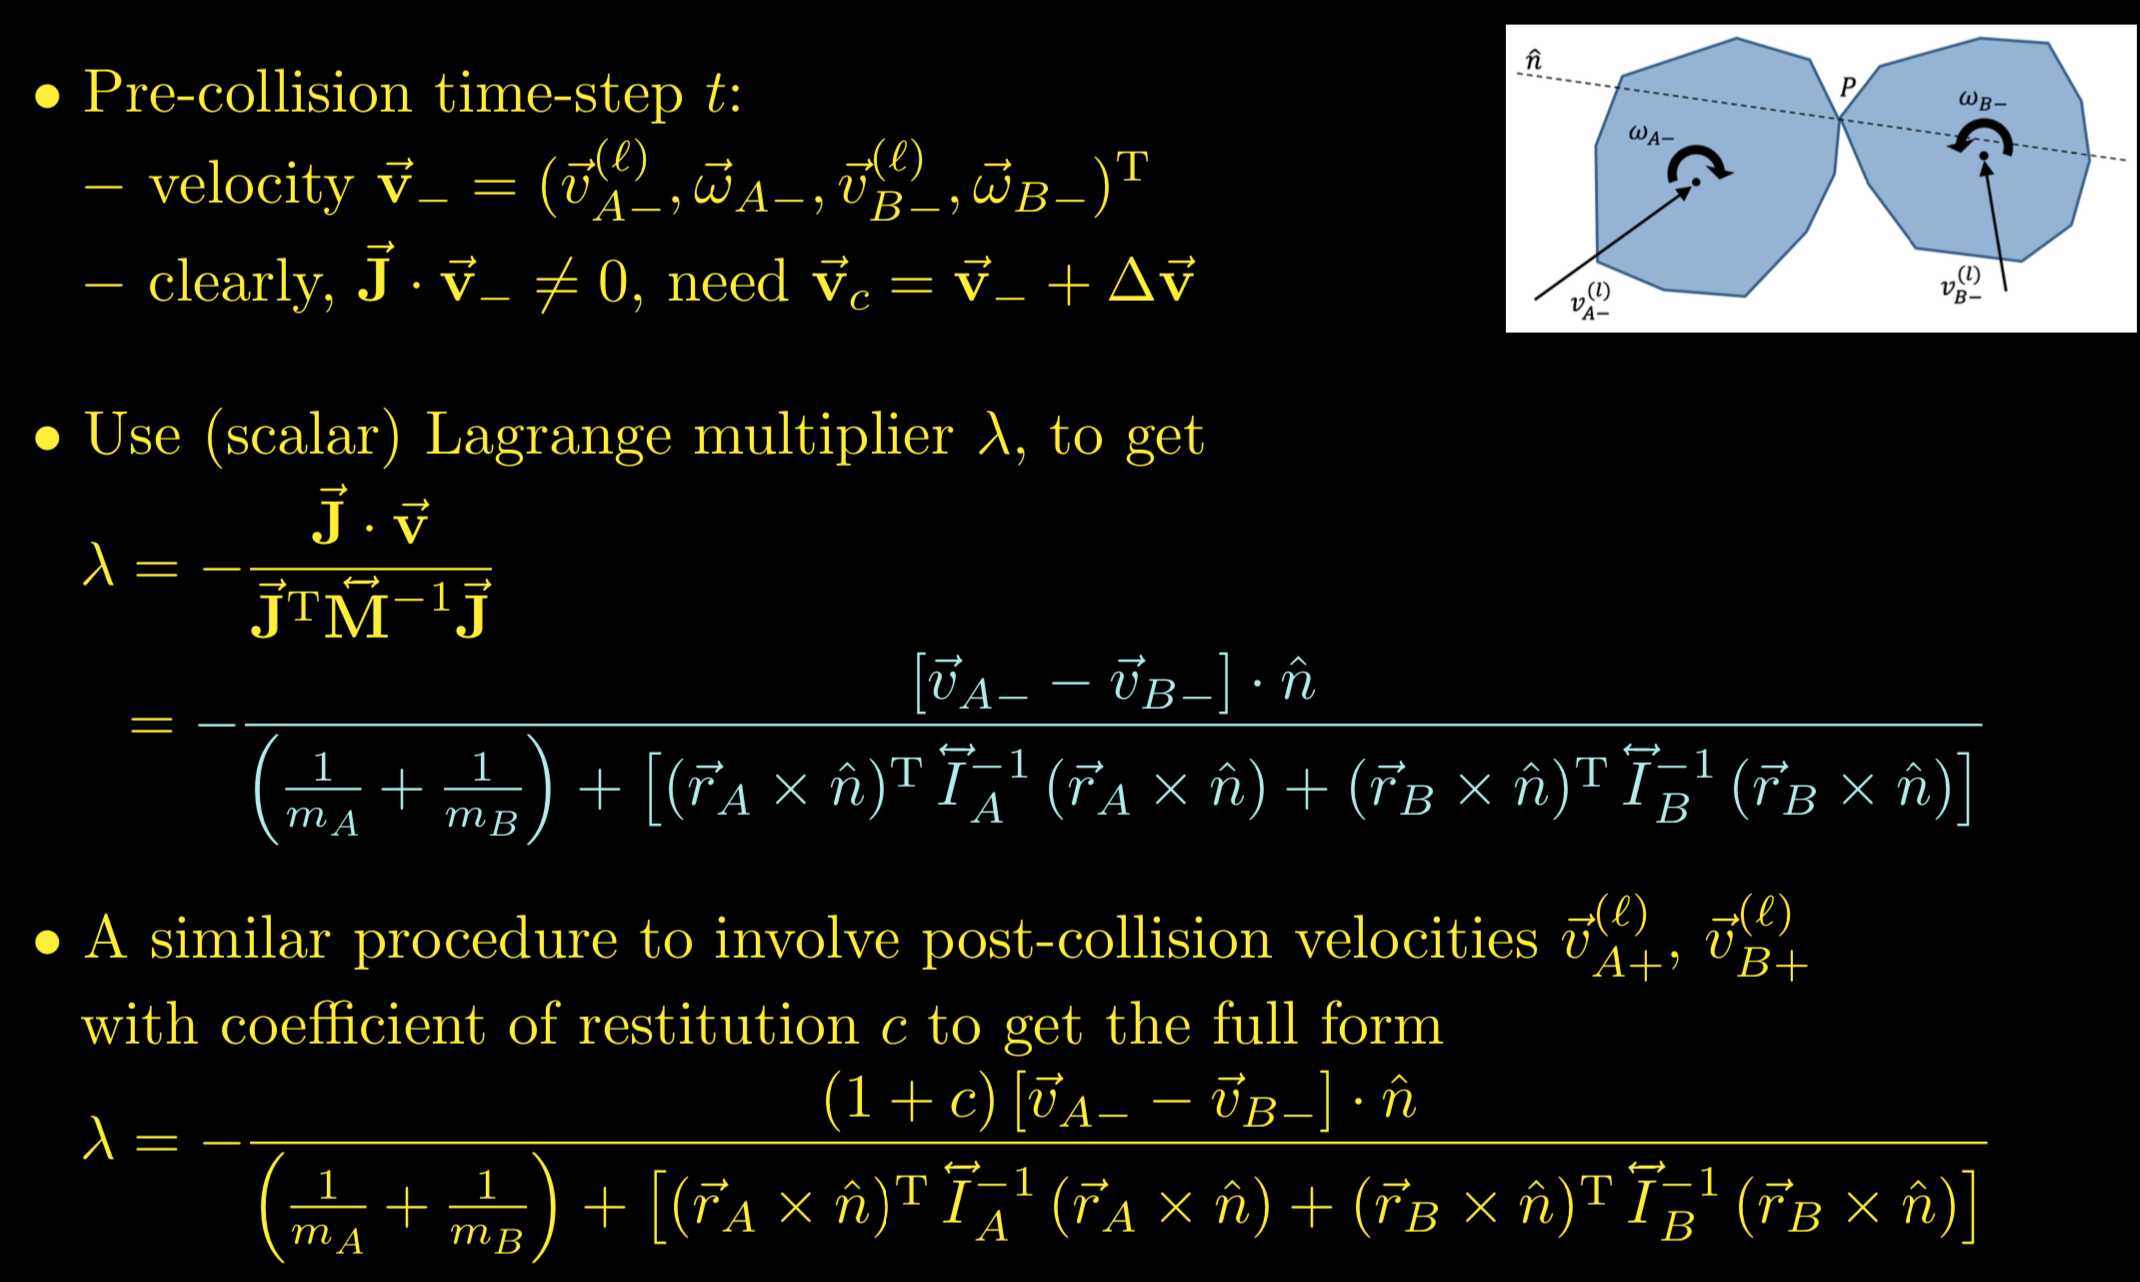 • Pre-collision time-step $t$:
– velocity $\vec{\mathbf{v}}_- = (\vec{v}_{A-}^{(\ell)}, \vec{\omega}_{A-}, \vec{v}_{B-}^{(\ell)}, \vec{\omega}_{B-})^{\mathrm{T}}$
– clearly, $\vec{\mathbf{J}} \cdot \vec{\mathbf{v}}_- \neq 0$, need $\vec{\mathbf{v}}_c = \vec{\mathbf{v}}_- + \Delta\vec{\mathbf{v}}$
$\hat{n}$
$P$
$\omega_{B-}$
$\omega_{A-}$
$v_{A-}^{(l)}$
$v_{B-}^{(l)}$
• Use (scalar) Lagrange multiplier $\lambda$, to get
$\lambda = -\frac{\vec{\mathbf{J}} \cdot \vec{\mathbf{v}}}{\vec{\mathbf{J}}^{\mathrm{T}} \overleftrightarrow{\mathbf{M}}^{-1} \vec{\mathbf{J}}}$
$= -\frac{[\vec{v}_{A-} - \vec{v}_{B-}] \cdot \hat{n}}{\left(\frac{1}{m_A} + \frac{1}{m_B}\right) + \left[(\vec{r}_A \times \hat{n})^{\mathrm{T}} \overleftrightarrow{I}_A^{-1} (\vec{r}_A \times \hat{n}) + (\vec{r}_B \times \hat{n})^{\mathrm{T}} \overleftrightarrow{I}_B^{-1} (\vec{r}_B \times \hat{n})\right]}$
• A similar procedure to involve post-collision velocities $\vec{v}_{A+}^{(\ell)}$, $\vec{v}_{B+}^{(\ell)}$
with coefficient of restitution $c$ to get the full form
$\lambda = -\frac{(1 + c) [\vec{v}_{A-} - \vec{v}_{B-}] \cdot \hat{n}}{\left(\frac{1}{m_A} + \frac{1}{m_B}\right) + \left[(\vec{r}_A \times \hat{n})^{\mathrm{T}} \overleftrightarrow{I}_A^{-1} (\vec{r}_A \times \hat{n}) + (\vec{r}_B \times \hat{n})^{\mathrm{T}} \overleftrightarrow{I}_B^{-1} (\vec{r}_B \times \hat{n})\right]}$